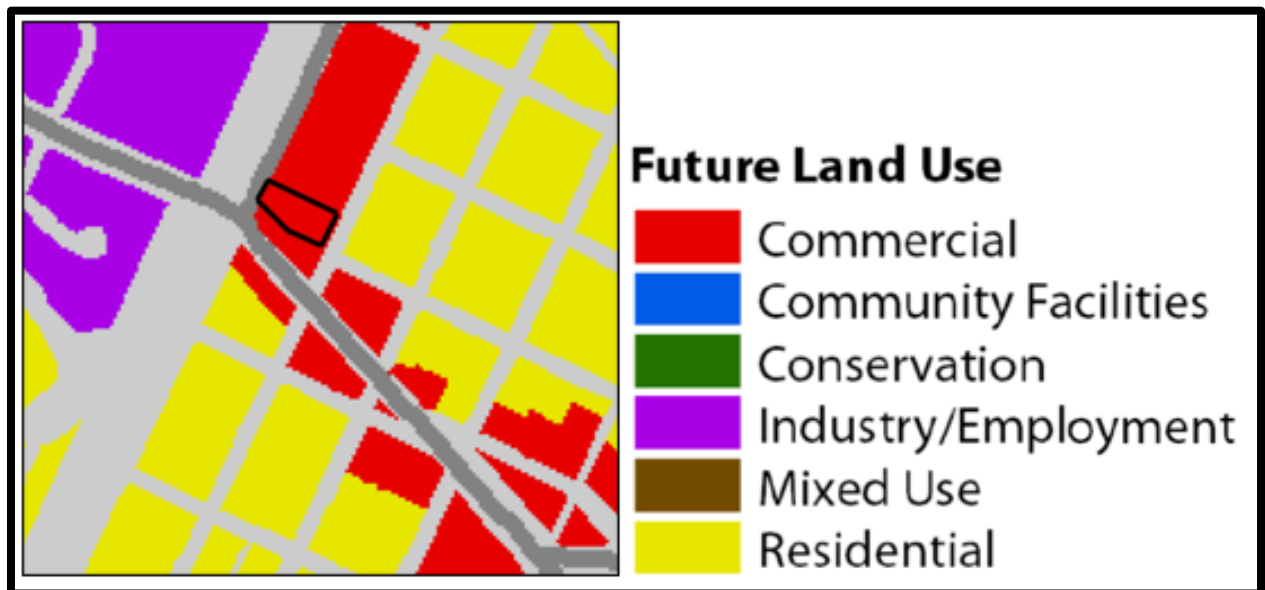 Future Land Use
Commercial
Community Facilities
Conservation
Industry/Employment
Mixed Use
Residential